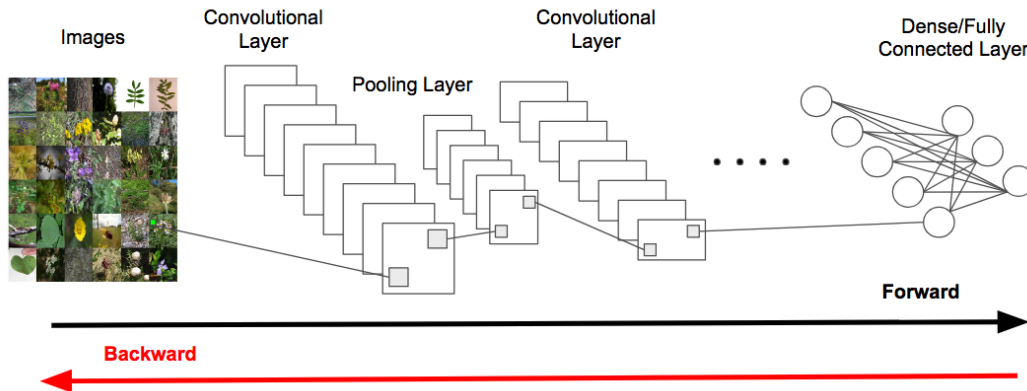 Images
Convolutional
Layer
Pooling Layer
Convolutional
Layer
Dense/Fully
Connected Layer
Forward
Backward